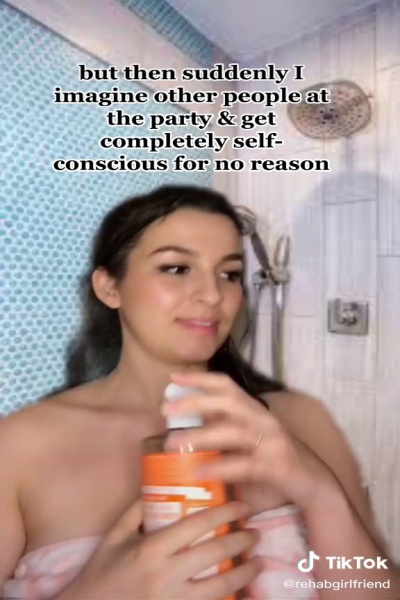 but then suddenly I
imagine other people at
the party & get
completely self-
conscious for no reason
TikTok
@rehabgirlfriend